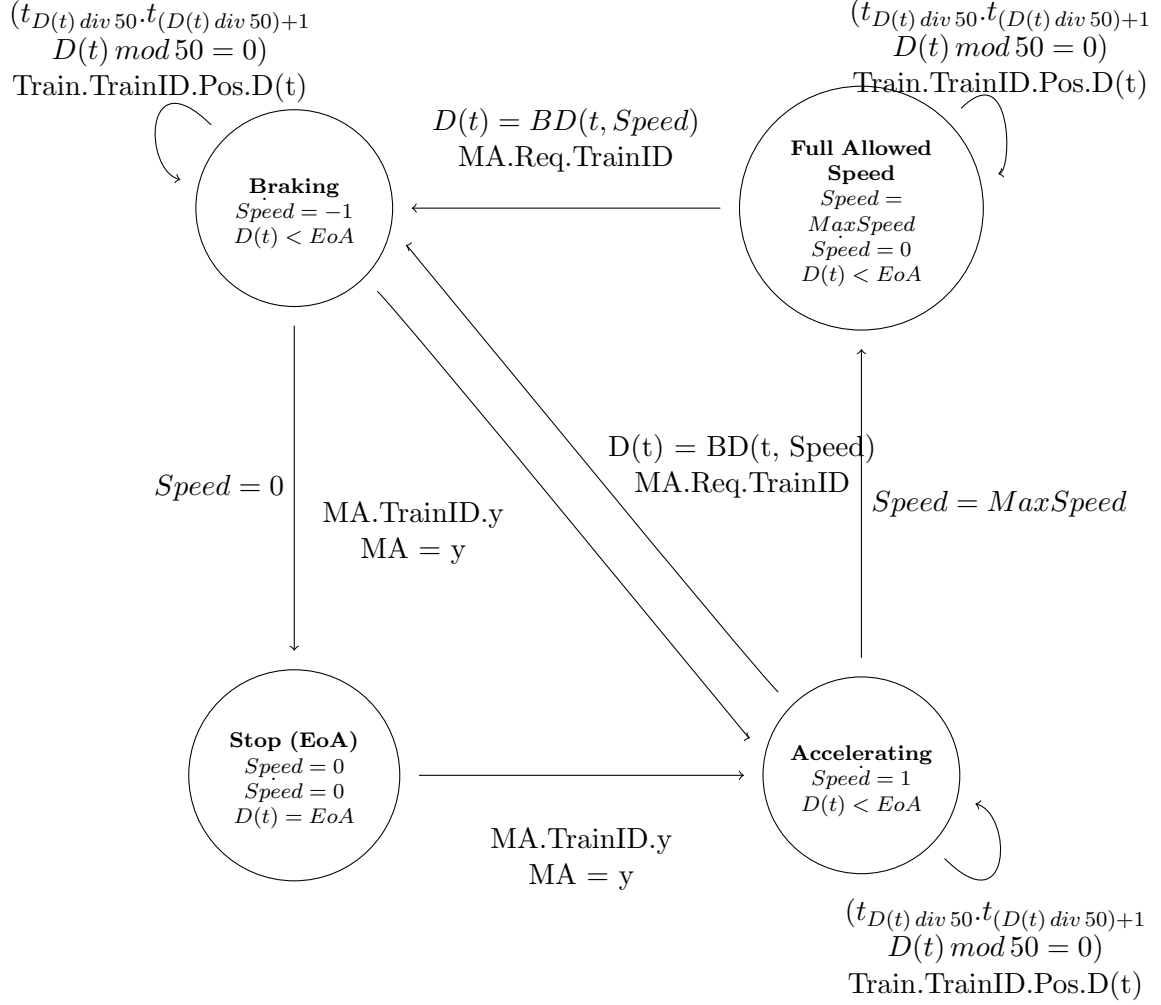 (t_{D(t) div 50}.t_{(D(t) div 50)+1}
D(t) mod 50 = 0)
Train.TrainID.Pos.D(t)
(t_{D(t) div 50}.t_{(D(t) div 50)+1}
D(t) mod 50 = 0)
Train.TrainID.Pos.D(t)
D(t) = BD(t, Speed)
MA.Req.TrainID
Braking
Ṡpeed = −1
D(t) < EoA
Full Allowed
Speed
Speed =
MaxSpeed
Ṡpeed = 0
D(t) < EoA
D(t) = BD(t, Speed)
MA.Req.TrainID
Speed = 0
MA.TrainID.y
MA = y
Speed = MaxSpeed
Stop (EoA)
Speed = 0
Ṡpeed = 0
D(t) = EoA
Accelerating
Ṡpeed = 1
D(t) < EoA
MA.TrainID.y
MA = y
(t_{D(t) div 50}.t_{(D(t) div 50)+1}
D(t) mod 50 = 0)
Train.TrainID.Pos.D(t)